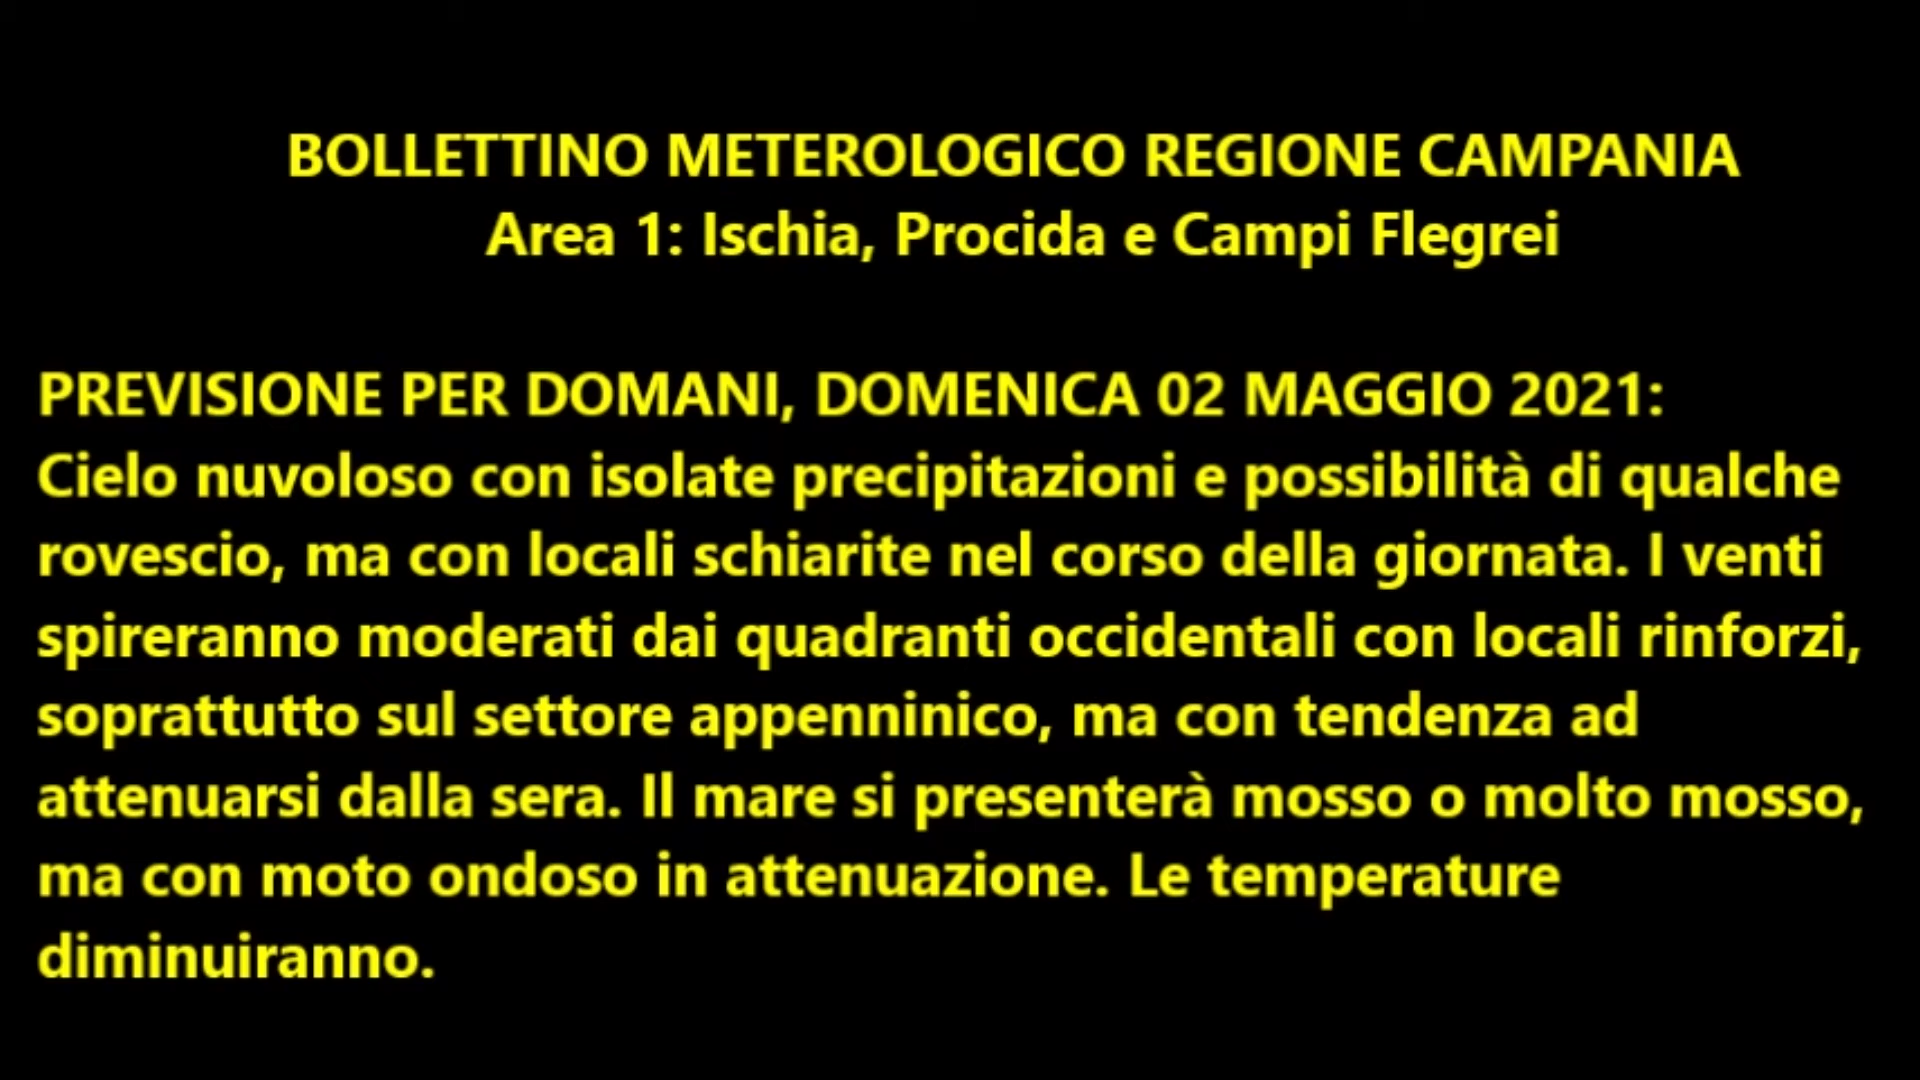 BOLLETTINO METEROLOGICO REGIONE CAMPANIA
Area 1: Ischia, Procida e Campi Flegrei
PREVISIONE PER DOMANI, DOMENICA 02 MAGGIO 2021:
Cielo nuvoloso con isolate precipitazioni e possibilità di qualche
rovescio, ma con locali schiarite nel corso della giornata. I venti
spireranno moderati dai quadranti occidentali con locali rinforzi,
soprattutto sul settore appenninico, ma con tendenza ad
attenuarsi dalla sera. Il mare si presenterà mosso o molto mosso,
ma con moto ondoso in attenuazione. Le temperature
diminuiranno.